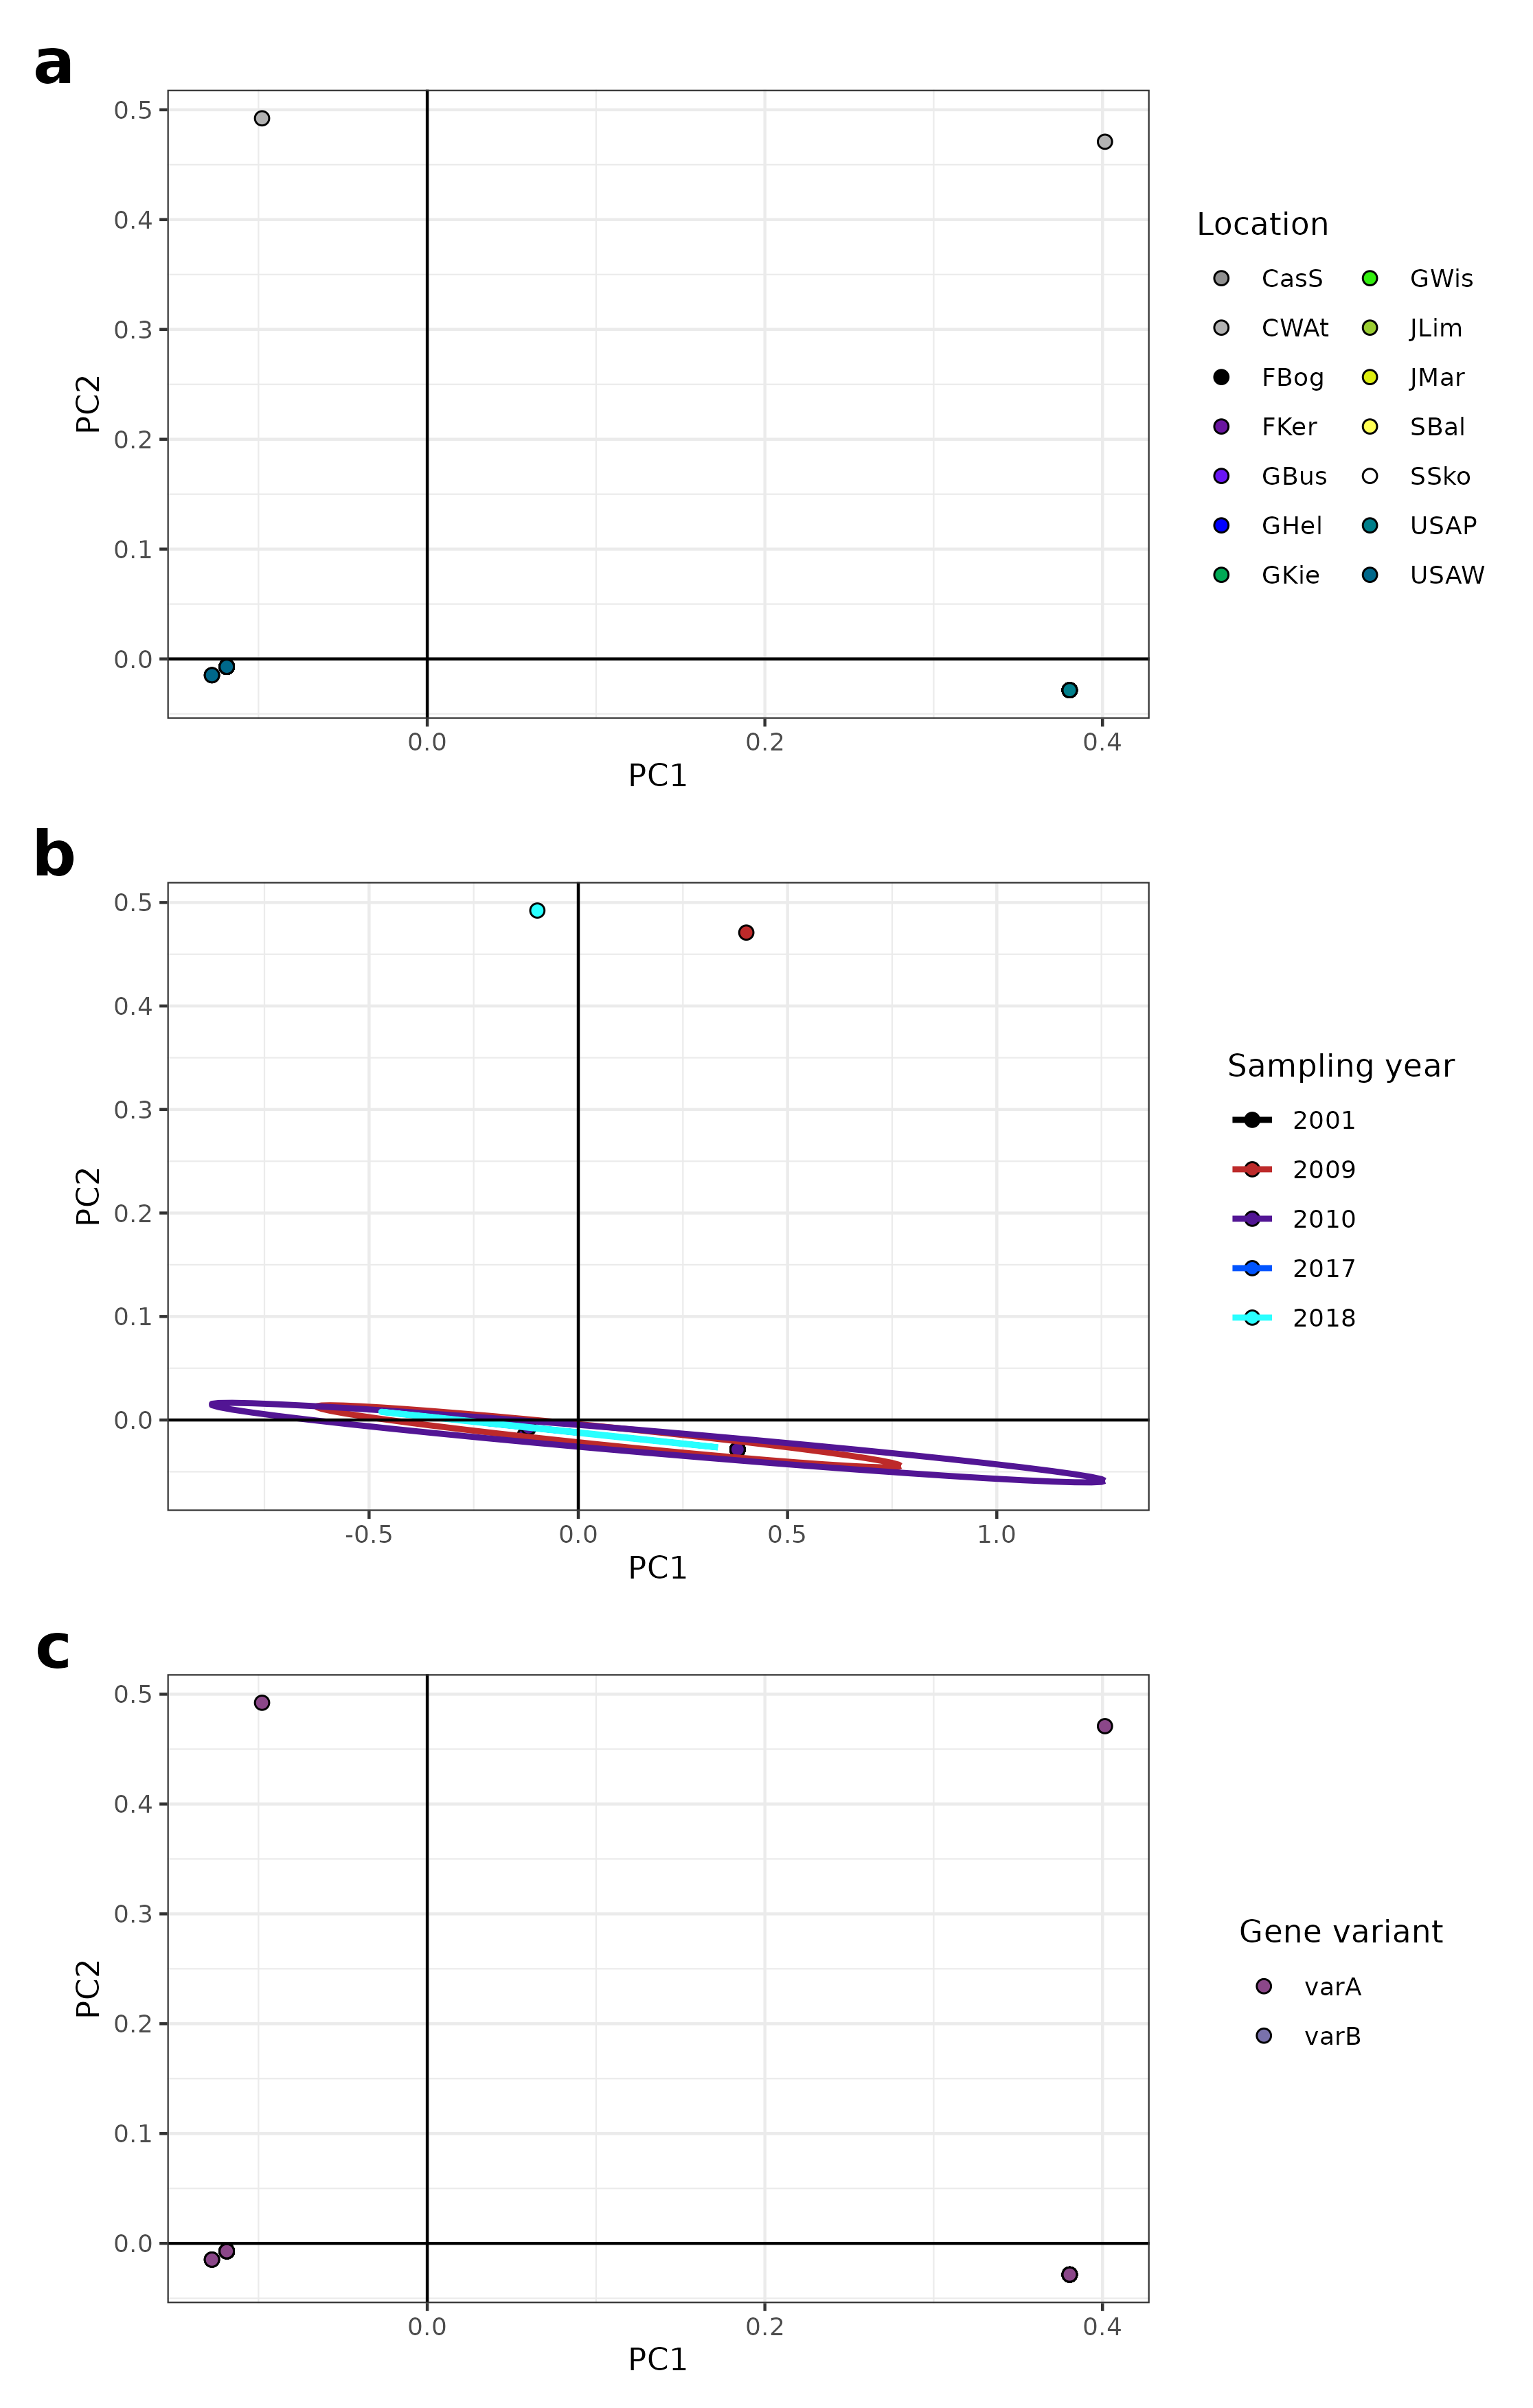 a
0.5
0.4
0.3
0.2
0.1
0.0
PC2
0.0 0.2 0.4
PC1
Location
CasS GWis
CWAt JLim
FBog JMar
FKer SBal
GBus SSko
GHel USAP
GKie USAW
b
0.5
0.4
0.3
0.2
0.1
0.0
PC2
-0.5 0.0 0.5 1.0
PC1
Sampling year
2001
2009
2010
2017
2018
c
0.5
0.4
0.3
0.2
0.1
0.0
PC2
0.0 0.2 0.4
PC1
Gene variant
varA
varB